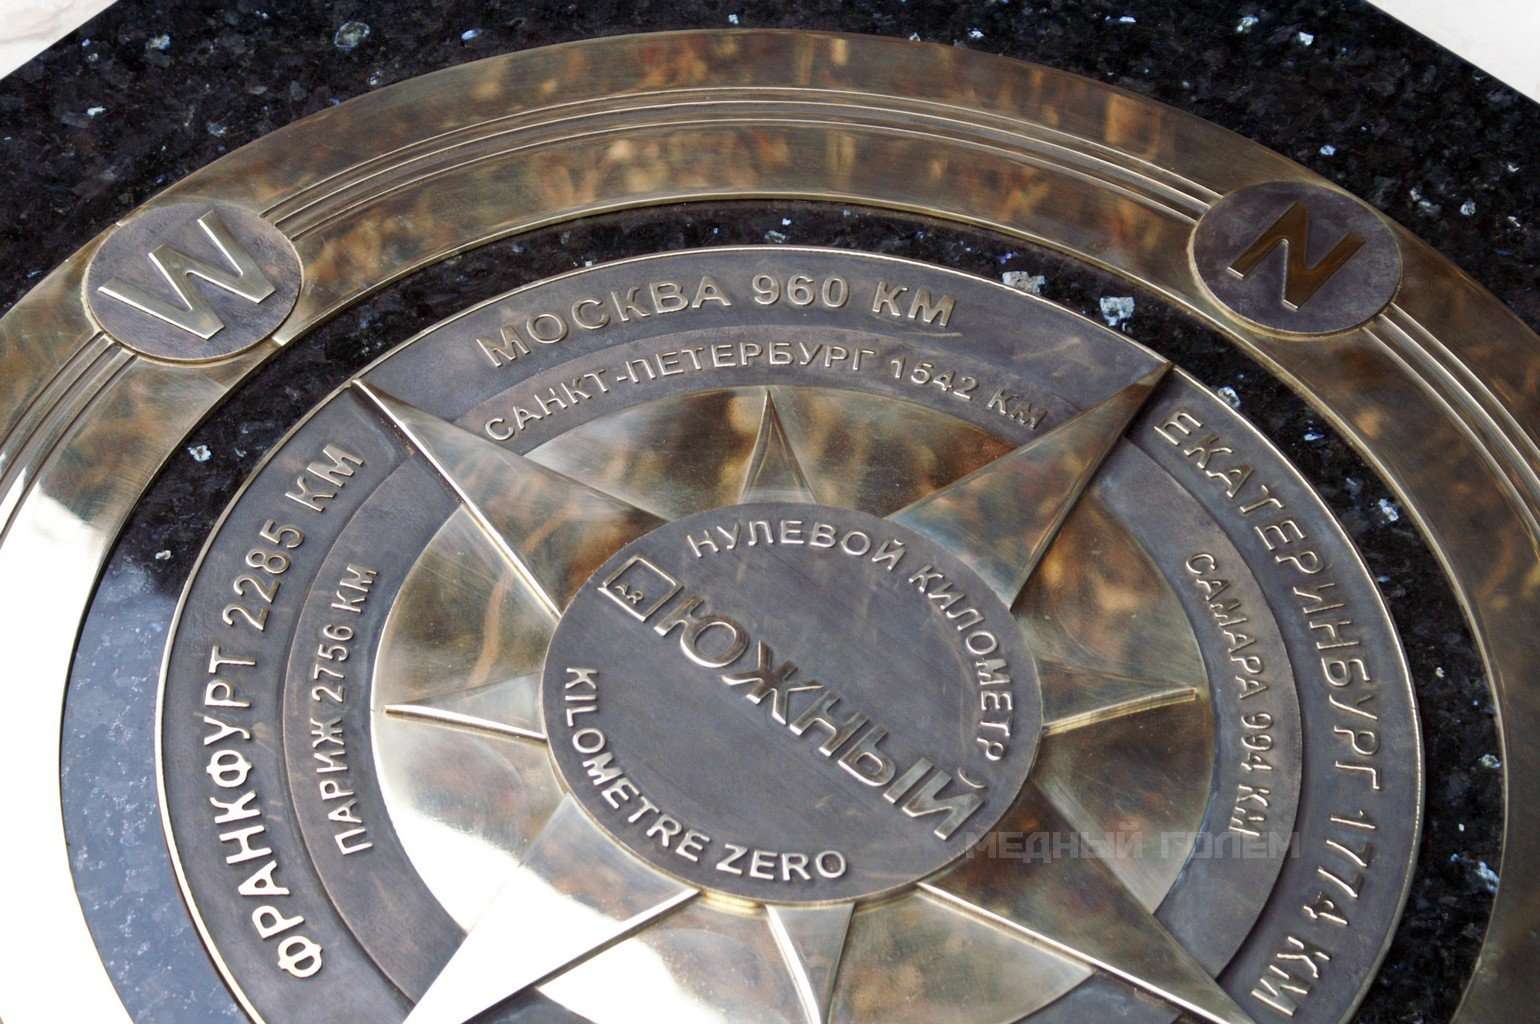 W
N
МОСКВА 960 КМ
САНКТ-ПЕТЕРБУРГ 1542 КМ
ФРАНКФУРТ 2285 КМ
ПАРИЖ 2756 КМ
ЕКАТЕРИНБУРГ 1774 КМ
САМАРА 994 КМ
НУЛЕВОЙ КИЛОМЕТР
AR
ЮЖНЫЙ
KILOMETRE ZERO
МЕДНЫЙ ГОЛЕМ